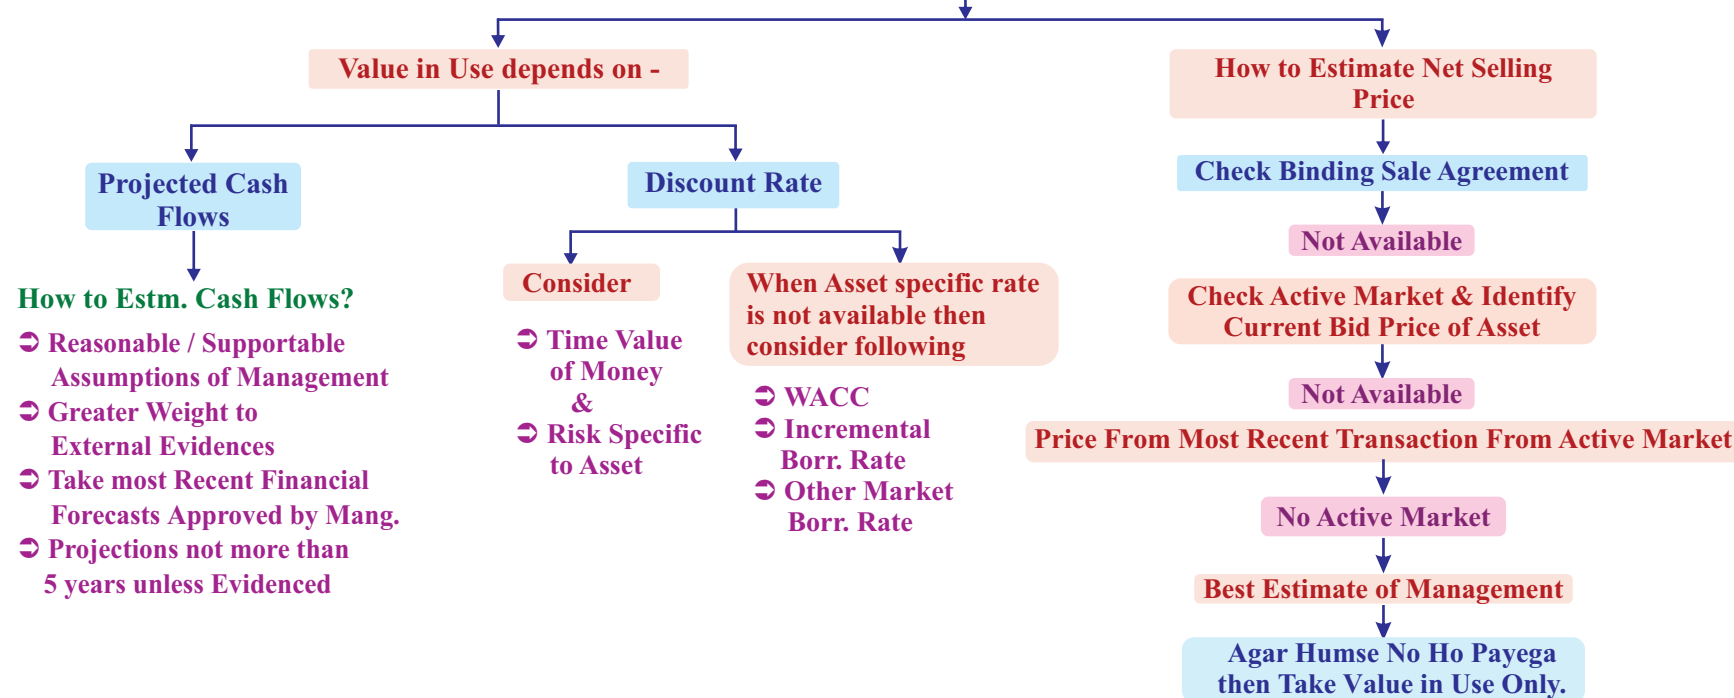 Value in Use depends on -
Projected Cash
Flows
How to Estm. Cash Flows?
➲ Reasonable / Supportable
Assumptions of Management
➲ Greater Weight to
External Evidences
➲ Take most Recent Financial
Forecasts Approved by Mang.
➲ Projections not more than
5 years unless Evidenced
Discount Rate
Consider
➲ Time Value
of Money
&
➲ Risk Specific
to Asset
When Asset specific rate
is not available then
consider following
➲ WACC
➲ Incremental
Borr. Rate
➲ Other Market
Borr. Rate
How to Estimate Net Selling
Price
Check Binding Sale Agreement
Not Available
Check Active Market & Identify
Current Bid Price of Asset
Not Available
Price From Most Recent Transaction From Active Market
No Active Market
Best Estimate of Management
Agar Humse No Ho Payega
then Take Value in Use Only.